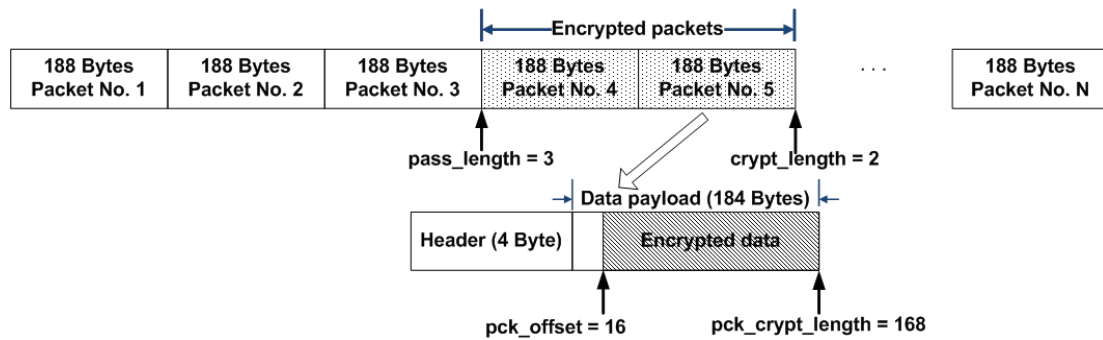 Encrypted packets
188 Bytes
Packet No. 1
188 Bytes
Packet No. 2
188 Bytes
Packet No. 3
188 Bytes
Packet No. 4
188 Bytes
Packet No. 5
. . .
188 Bytes
Packet No. N
pass_length = 3
crypt_length = 2
Data payload (184 Bytes)
Header (4 Byte)
Encrypted data
pck_offset = 16
pck_crypt_length = 168